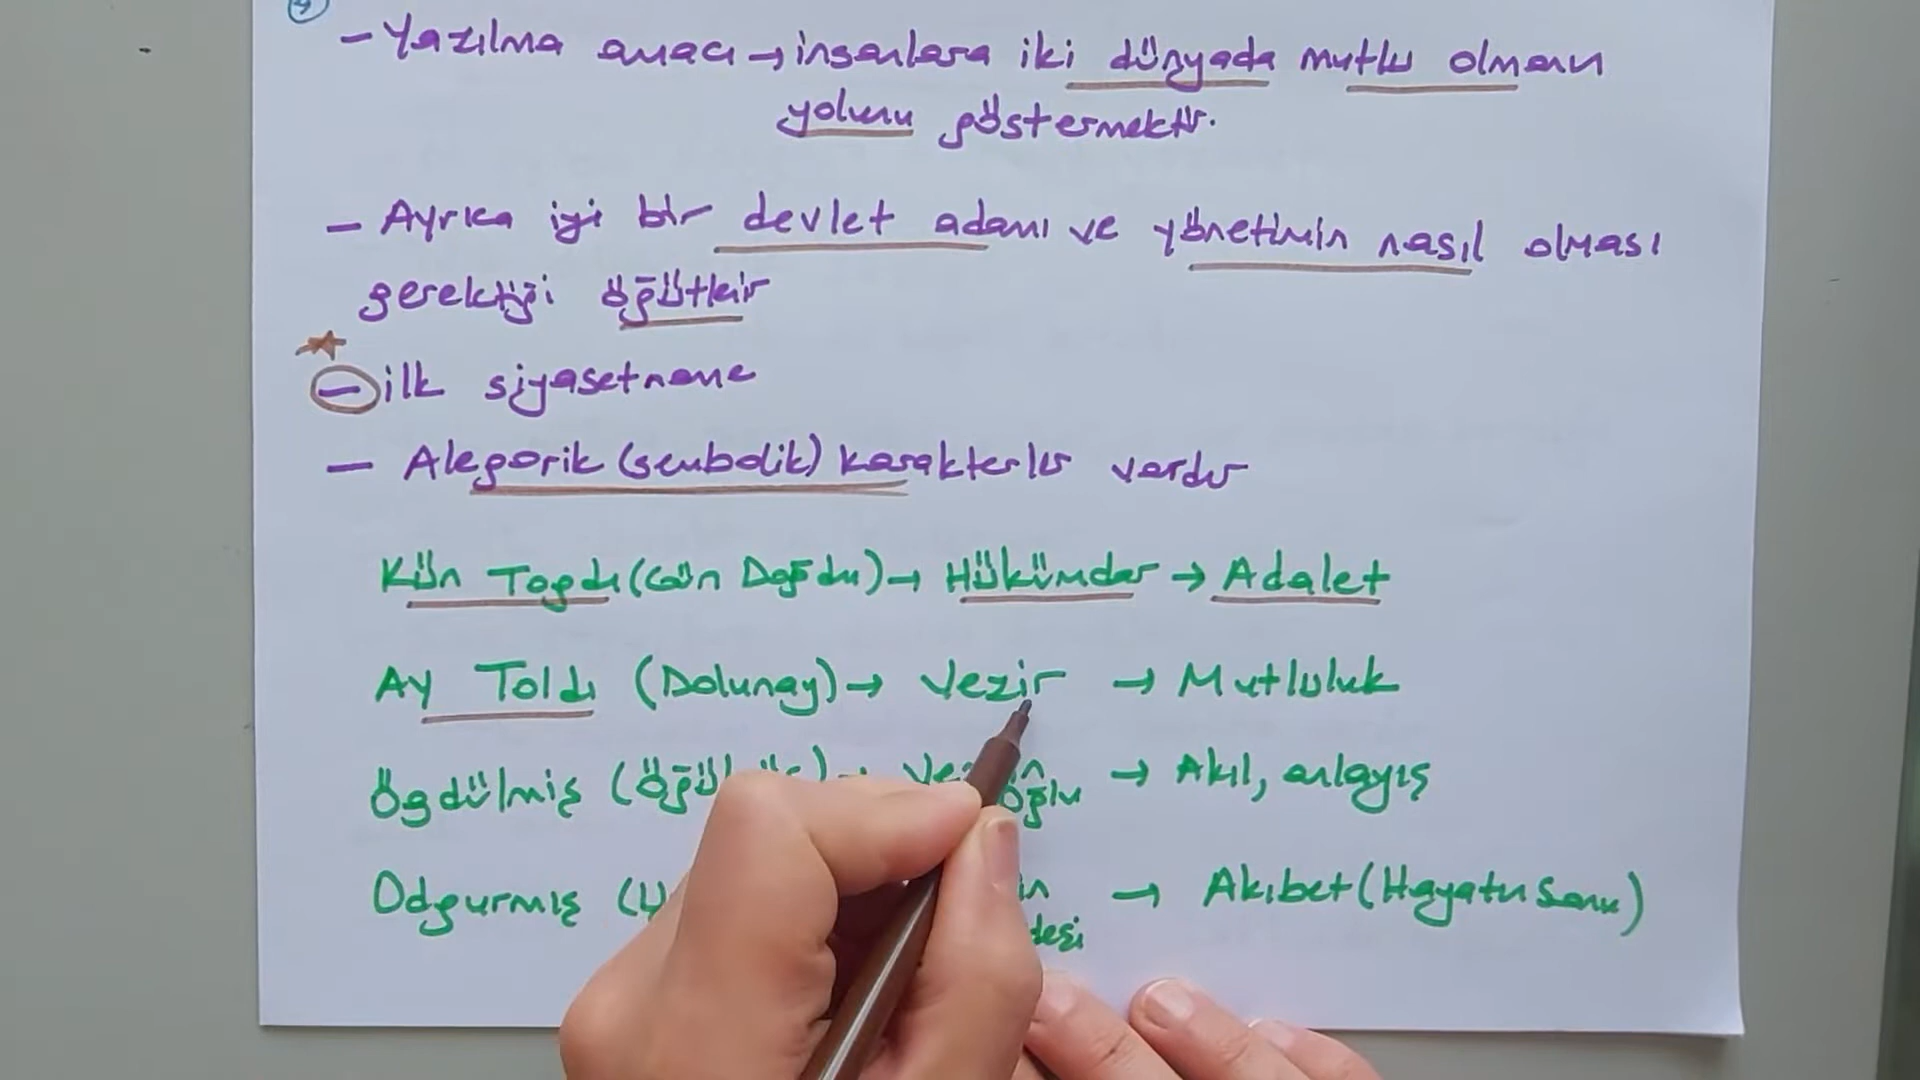 - Yazılma amacı → insanlara iki dünyada mutlu olmanın
yolunu göstermektir.
- Ayrıca iyi bir devlet adamı ve yönetimin nasıl olması
gerektiği öğütlenir
- ilk siyasetname
- Alegorik (sembolik) karakterler vardır
Kün Togdı (Gün Doğdu) → Hükümdar → Adalet
Ay Toldı (Dolunay) → Vezir → Mutluluk
Ögdülmiş → oğlu → Akıl, anlayış
Odgurmış → Akıbet (Hayatın Sonu)